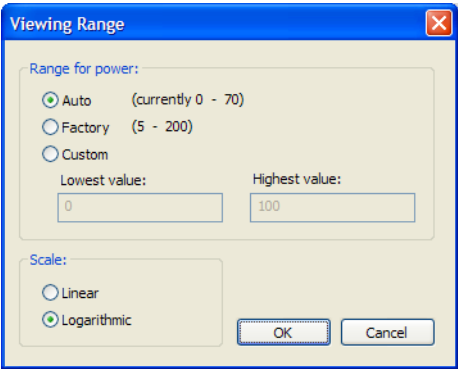 Viewing Range
Range for power:
Auto (currently 0 - 70)
Factory (5 - 200)
Custom
Lowest value: Highest value:
0 100
Scale:
Linear
Logarithmic
OK Cancel